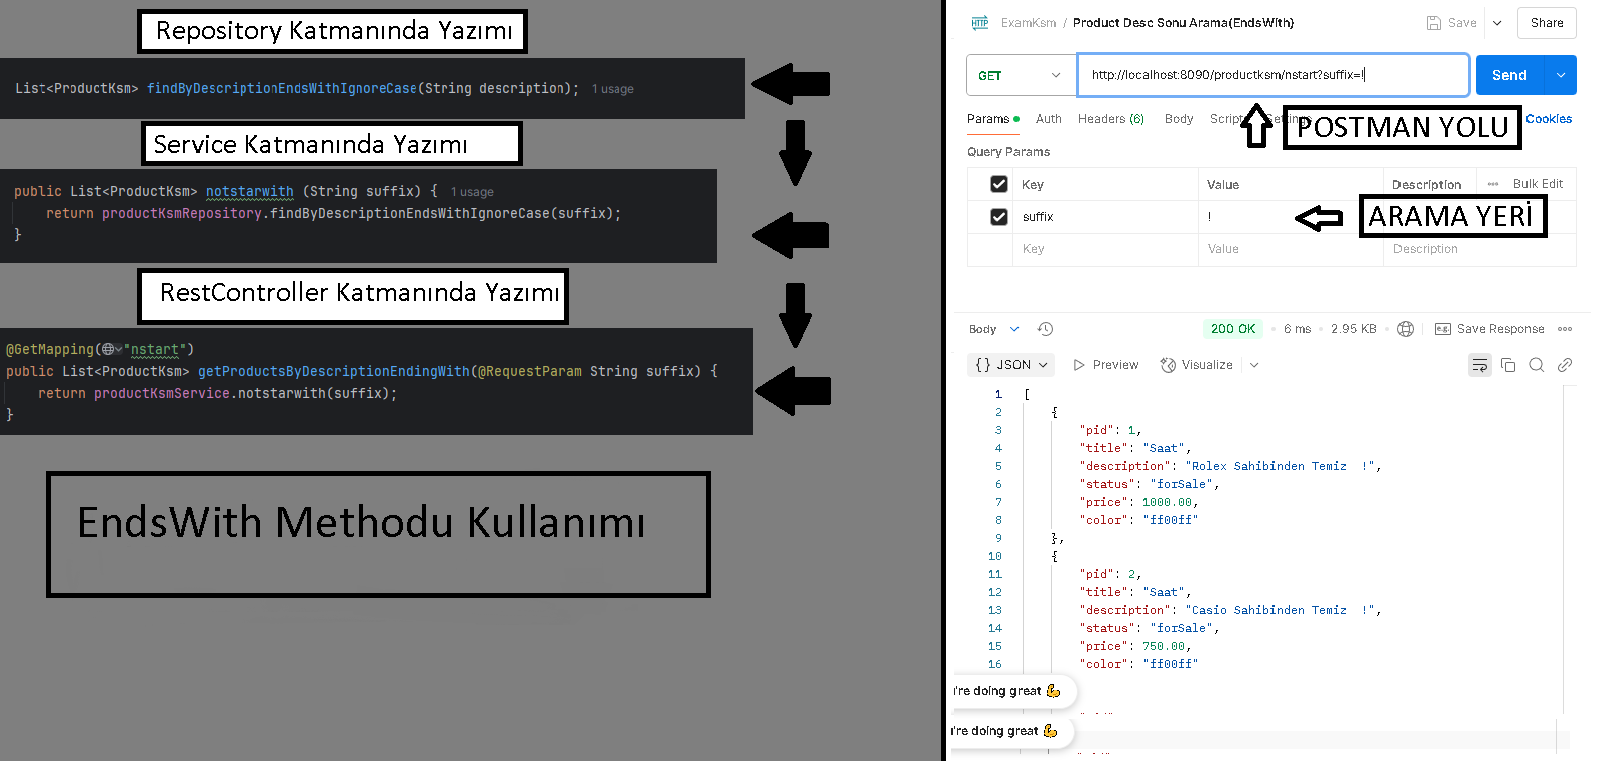 Repository Katmanında Yazımı
List<ProductKsm> findByDescriptionEndsWithIgnoreCase(String description); 1 usage
Service Katmanında Yazımı
public List<ProductKsm> notstarwith (String suffix) { 1 usage
return productKsmRepository.findByDescriptionEndsWithIgnoreCase(suffix);
}
RestController Katmanında Yazımı
@GetMapping("nstart")
public List<ProductKsm> getProductsByDescriptionEndingWith(@RequestParam String suffix) {
return productKsmService.notstarwith(suffix);
}
EndsWith Methodu Kullanımı
HTTP ExamKsm / Product Desc Sonu Arama(EndsWith) Save Share
GET http://localhost:8090/productksm/nstart?suffix=! Send
Params Auth Headers (6) Body Scripts Settings Cookies
POSTMAN YOLU
Query Params
Key Value Description Bulk Edit
suffix !
ARAMA YERİ
Key Value Description
Body 200 OK 6 ms 2.95 KB Save Response
{} JSON Preview Visualize
1 [
2 {
3 "pid": 1,
4 "title": "Saat",
5 "description": "Rolex Sahibinden Temiz  !",
6 "status": "forSale",
7 "price": 1000.00,
8 "color": "ff00ff"
9 },
10 {
11 "pid": 2,
12 "title": "Saat",
13 "description": "Casio Sahibinden Temiz  !",
14 "status": "forSale",
15 "price": 750.00,
16 "color": "ff00ff"
're doing great 💪
're doing great 💪